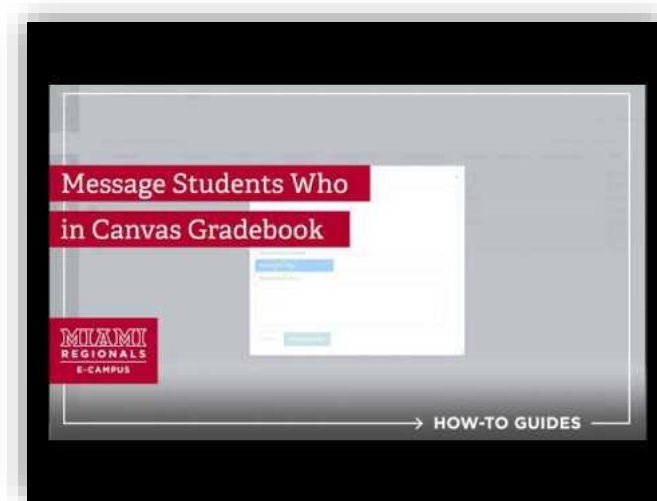 Message Students Who
in Canvas Gradebook
MIAMI
REGIONALS
E-CAMPUS
HOW-TO GUIDES